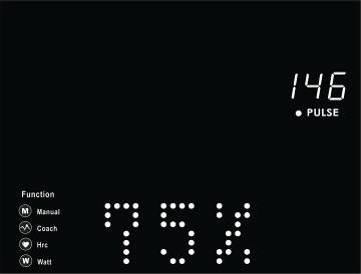 146
PULSE
Function
M Manual
Coach
Hrc
W Watt
75%